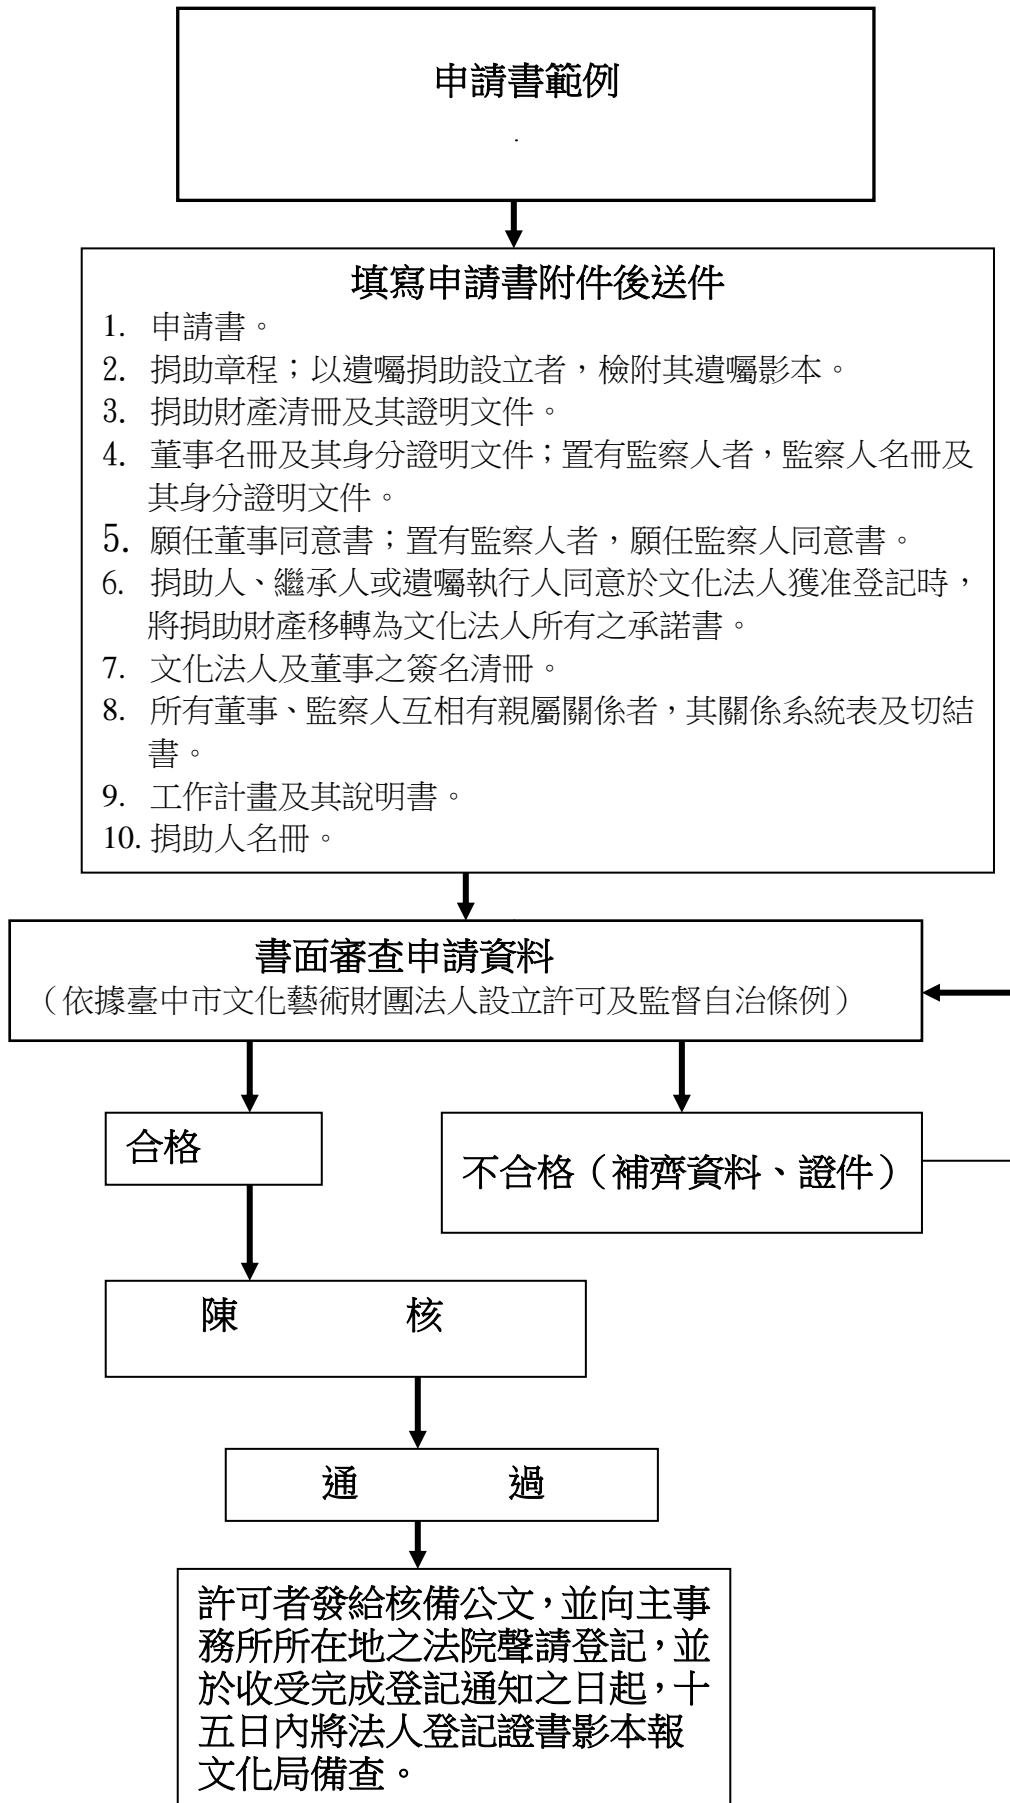 申請書範例
.
填寫申請書附件後送件
1. 申請書。
2. 捐助章程；以遺囑捐助設立者，檢附其遺囑影本。
3. 捐助財產清冊及其證明文件。
4. 董事名冊及其身分證明文件；置有監察人者，監察人名冊及
其身分證明文件。
5. 願任董事同意書；置有監察人者，願任監察人同意書。
6. 捐助人、繼承人或遺囑執行人同意於文化法人獲准登記時，
將捐助財產移轉為文化法人所有之承諾書。
7. 文化法人及董事之簽名清冊。
8. 所有董事、監察人互相有親屬關係者，其關係系統表及切結
書。
9. 工作計畫及其說明書。
10. 捐助人名冊。
書面審查申請資料
（依據臺中市文化藝術財團法人設立許可及監督自治條例）
合格
不合格（補齊資料、證件）
陳 核
通 過
許可者發給核備公文，並向主事
務所所在地之法院聲請登記，並
於收受完成登記通知之日起，十
五日內將法人登記證書影本報
文化局備查。